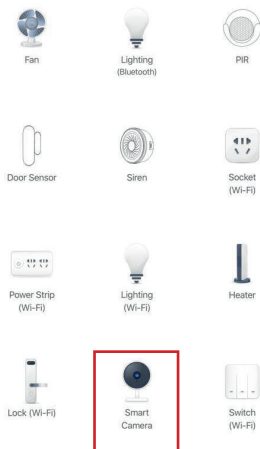 Fan
Lighting
(Bluetooth)
PIR
Door Sensor
Siren
Socket
(Wi-Fi)
Power Strip
(Wi-Fi)
Lighting
(Wi-Fi)
Heater
Lock (Wi-Fi)
Smart
Camera
Switch
(Wi-Fi)